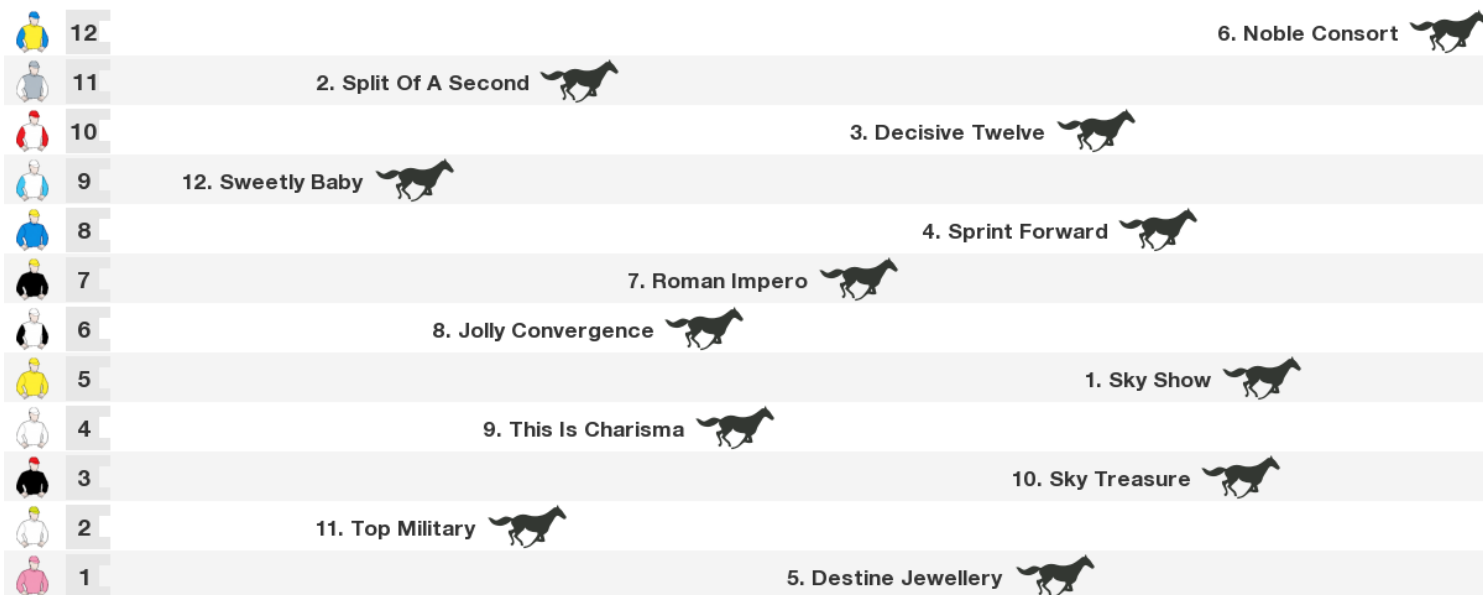 12 6. Noble Consort
11 2. Split Of A Second
10 3. Decisive Twelve
9 12. Sweetly Baby
8 4. Sprint Forward
7 7. Roman Impero
6 8. Jolly Convergence
5 1. Sky Show
4 9. This Is Charisma
3 10. Sky Treasure
2 11. Top Military
1 5. Destine Jewellery